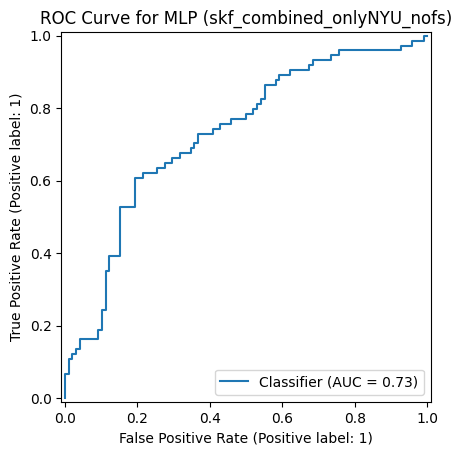 ROC Curve for MLP (skf_combined_onlyNYU_nofs)
1.0
0.8
0.6
0.4
0.2
0.0
True Positive Rate (Positive label: 1)
Classifier (AUC = 0.73)
0.0 0.2 0.4 0.6 0.8 1.0
False Positive Rate (Positive label: 1)